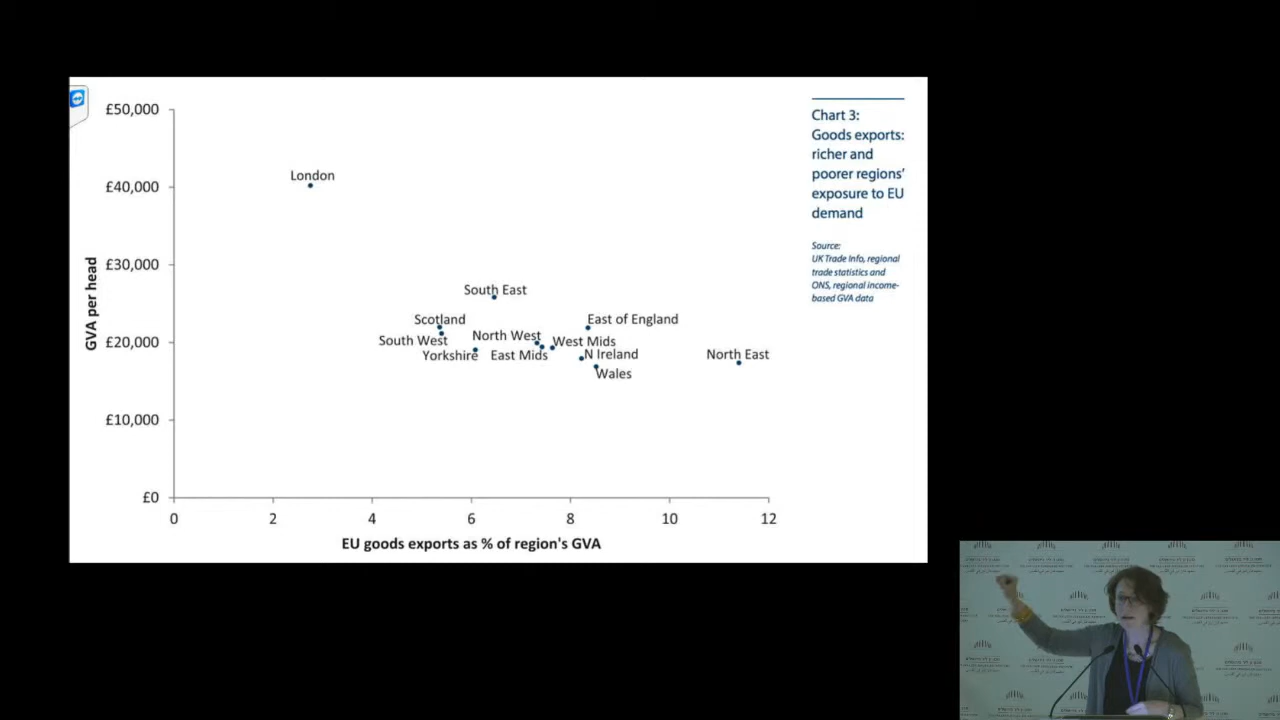 £50,000
£40,000
£30,000
£20,000
£10,000
£0
GVA per head
London
South East
Scotland
East of England
South West
North West
West Mids
Yorkshire
East Mids
N Ireland
North East
Wales
0 2 4 6 8 10 12
EU goods exports as % of region's GVA
Chart 3:
Goods exports:
richer and
poorer regions’
exposure to EU
demand
Source:
UK Trade Info, regional
trade statistics and
ONS, regional income-
based GVA data